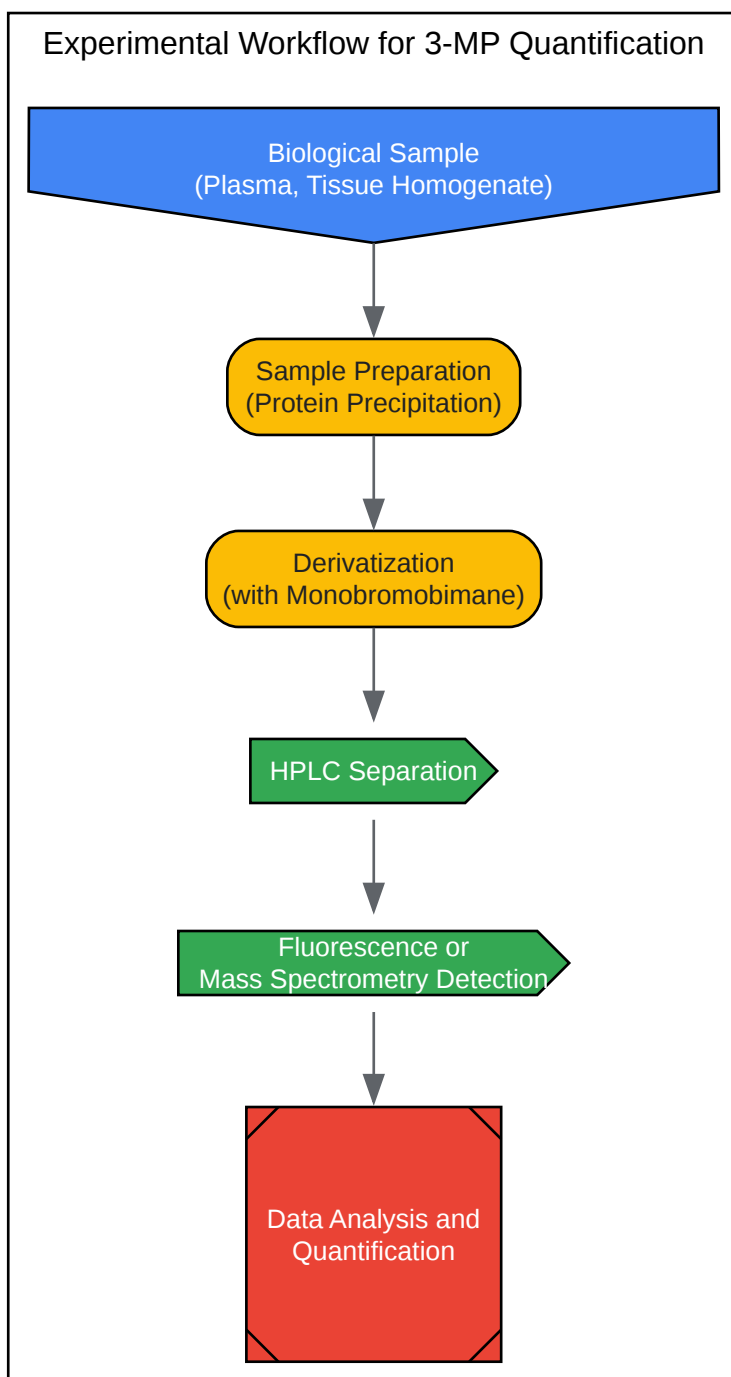 Experimental Workflow for 3-MP Quantification
Biological Sample
(Plasma, Tissue Homogenate)
Sample Preparation
(Protein Precipitation)
Derivatization
(with Monobromobimane)
HPLC Separation
Fluorescence or
Mass Spectrometry Detection
Data Analysis and
Quantification